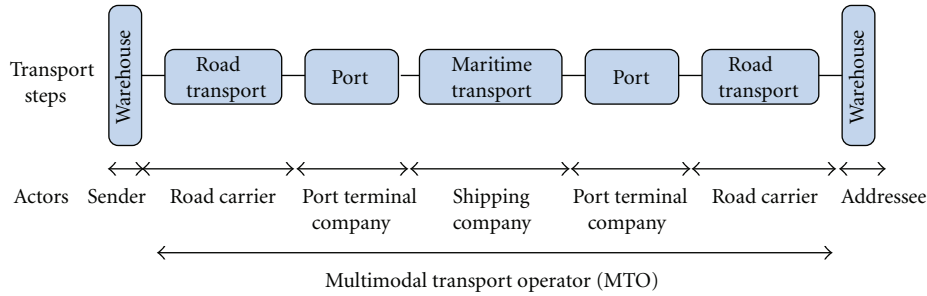 Transport
steps
Warehouse
Road
transport
Port
Maritime
transport
Port
Road
transport
Warehouse
Actors
Sender
Road carrier
Port terminal
company
Shipping
company
Port terminal
company
Road carrier
Addressee
Multimodal transport operator (MTO)